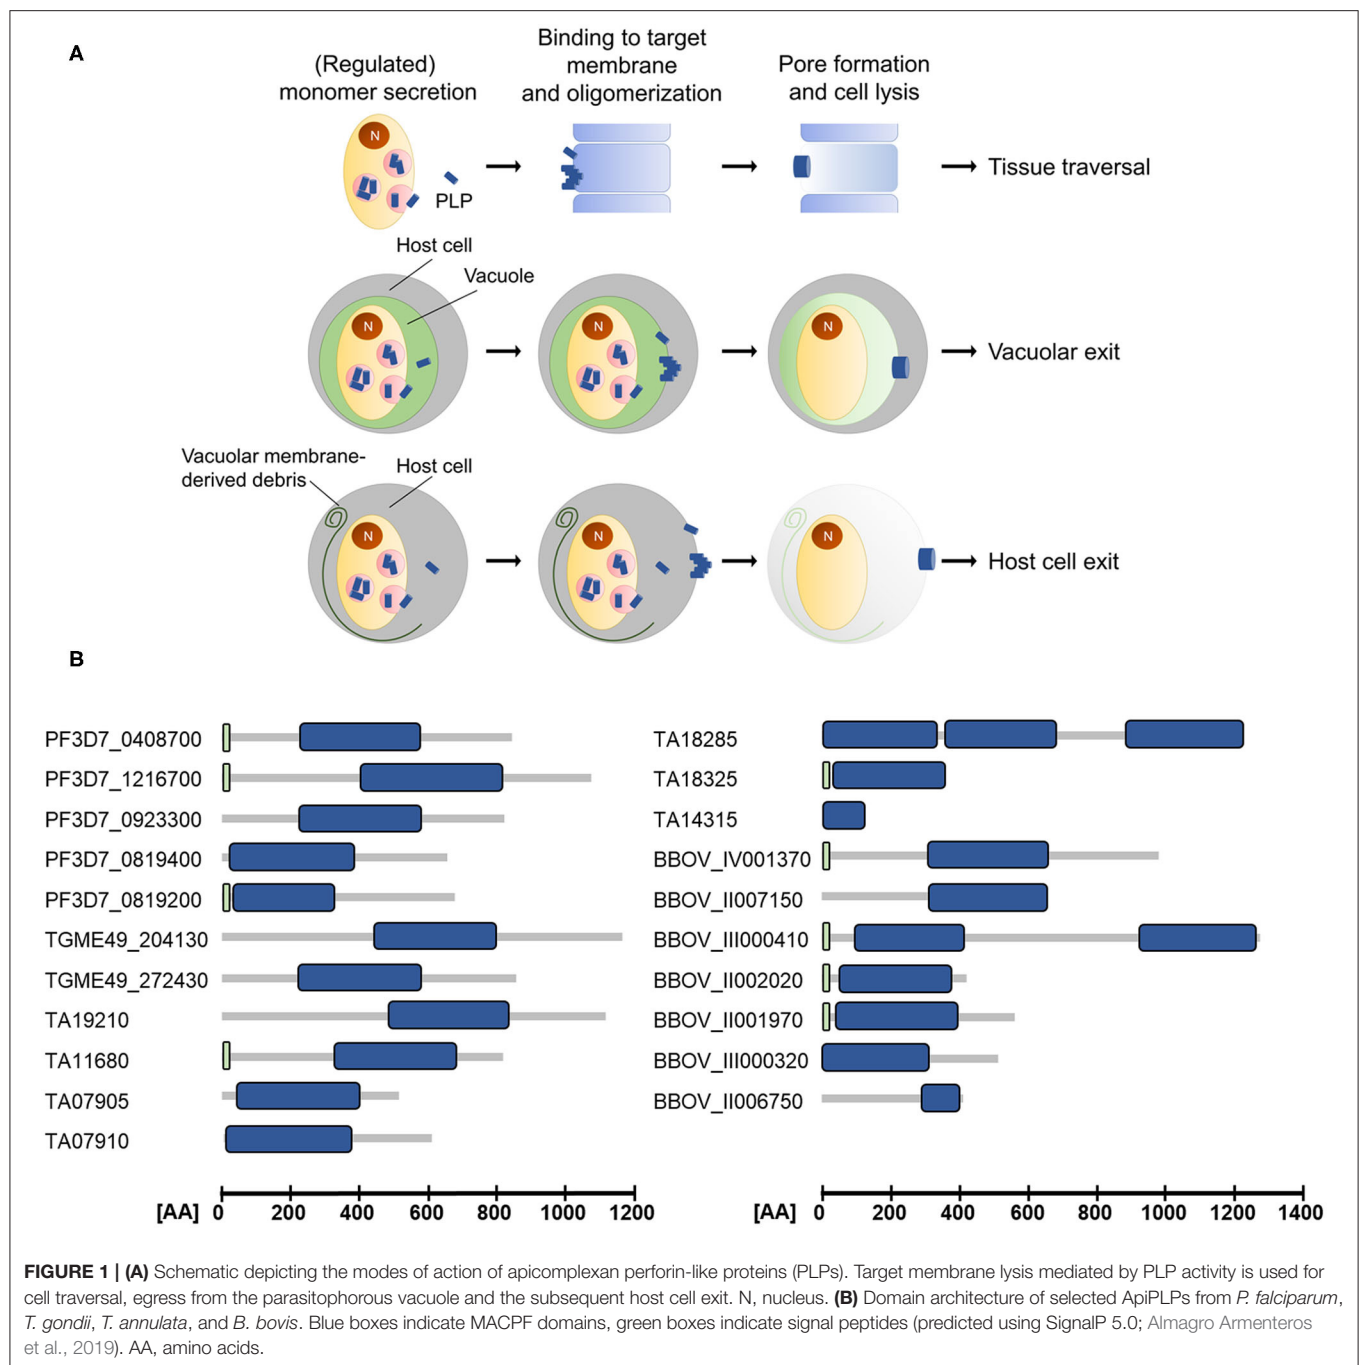 A
(Regulated)
monomer secretion
Binding to target
membrane
and oligomerization
Pore formation
and cell lysis
N
PLP
Tissue traversal
Host cell
Vacuole
N
N
N
Vacuolar exit
Vacuolar membrane-
derived debris
Host cell
N
N
N
Host cell exit
B
PF3D7_0408700
PF3D7_1216700
PF3D7_0923300
PF3D7_0819400
PF3D7_0819200
TGME49_204130
TGME49_272430
TA19210
TA11680
TA07905
TA07910
[AA] 0 200 400 600 800 1000 1200
TA18285
TA18325
TA14315
BBOV_IV001370
BBOV_II007150
BBOV_III000410
BBOV_II002020
BBOV_II001970
BBOV_III000320
BBOV_II006750
[AA] 0 200 400 600 800 1000 1200 1400
FIGURE 1 | (A) Schematic depicting the modes of action of apicomplexan perforin-like proteins (PLPs). Target membrane lysis mediated by PLP activity is used for
cell traversal, egress from the parasitophorous vacuole and the subsequent host cell exit. N, nucleus. (B) Domain architecture of selected ApiPLPs from P. falciparum,
T. gondii, T. annulata, and B. bovis. Blue boxes indicate MACPF domains, green boxes indicate signal peptides (predicted using SignalP 5.0; Almagro Armenteros
et al., 2019). AA, amino acids.